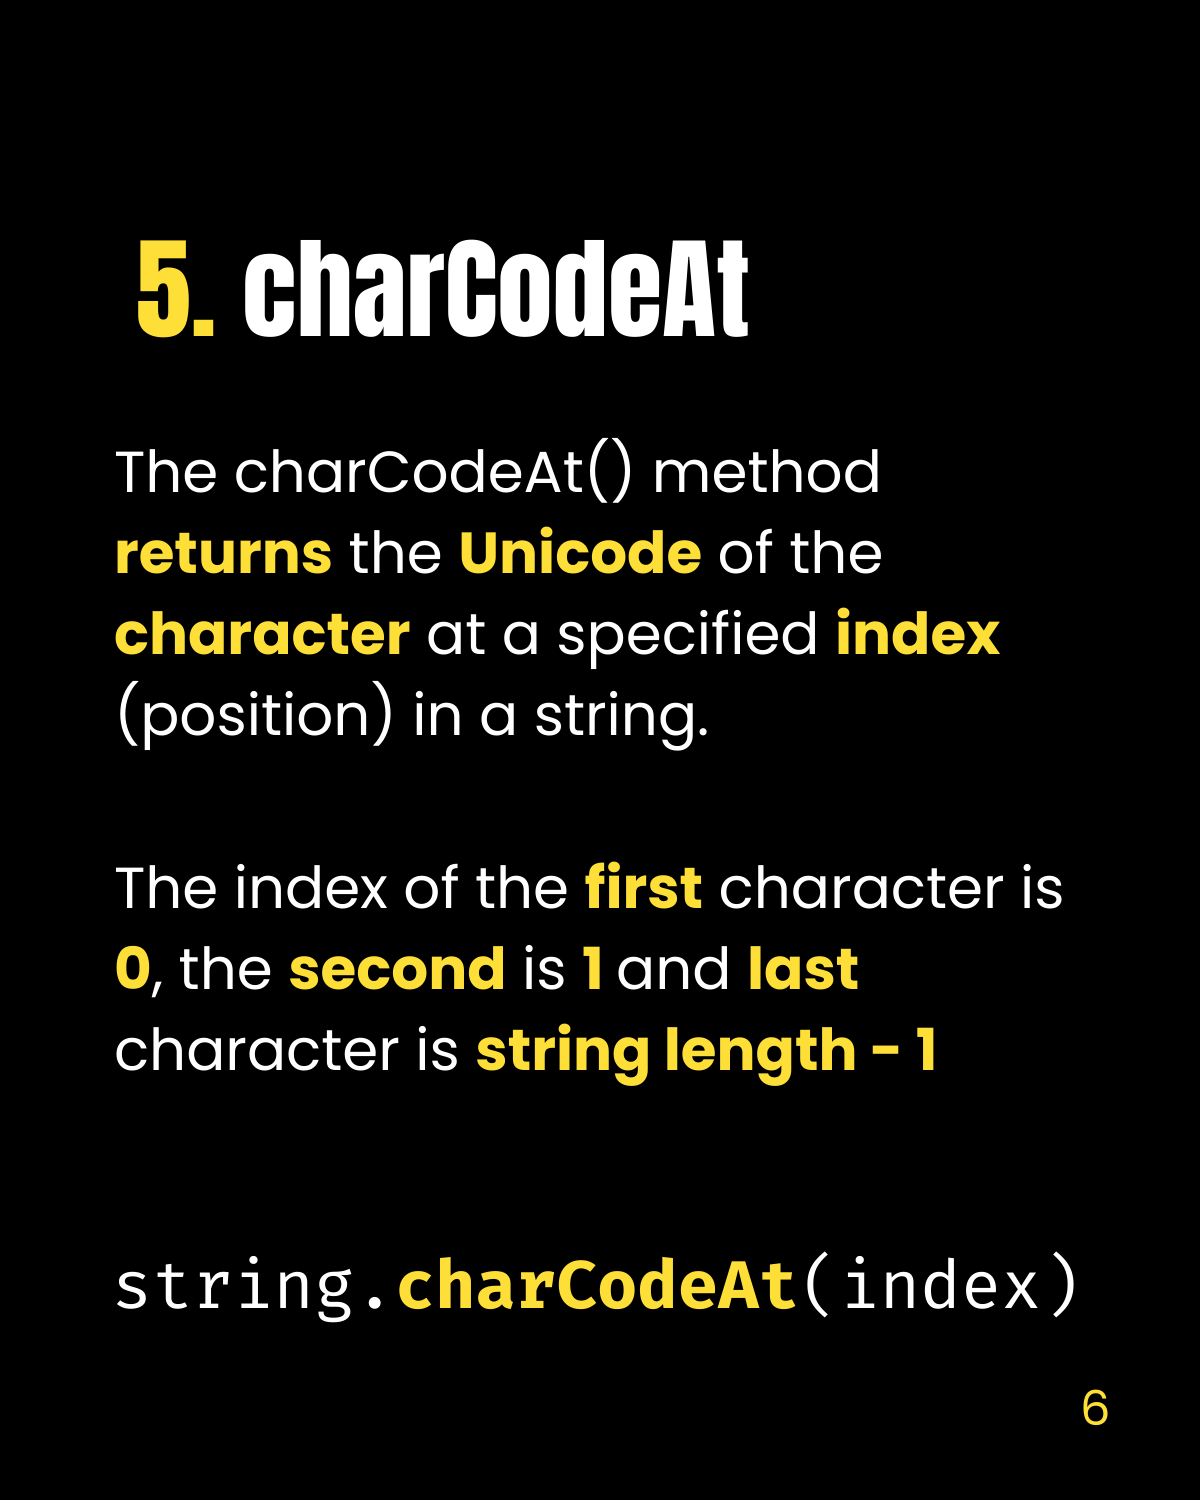 5. charCodeAt
The charCodeAt() method
returns the Unicode of the
character at a specified index
(position) in a string.
The index of the first character is
0, the second is 1 and last
character is string length - 1
string.charCodeAt(index)
6